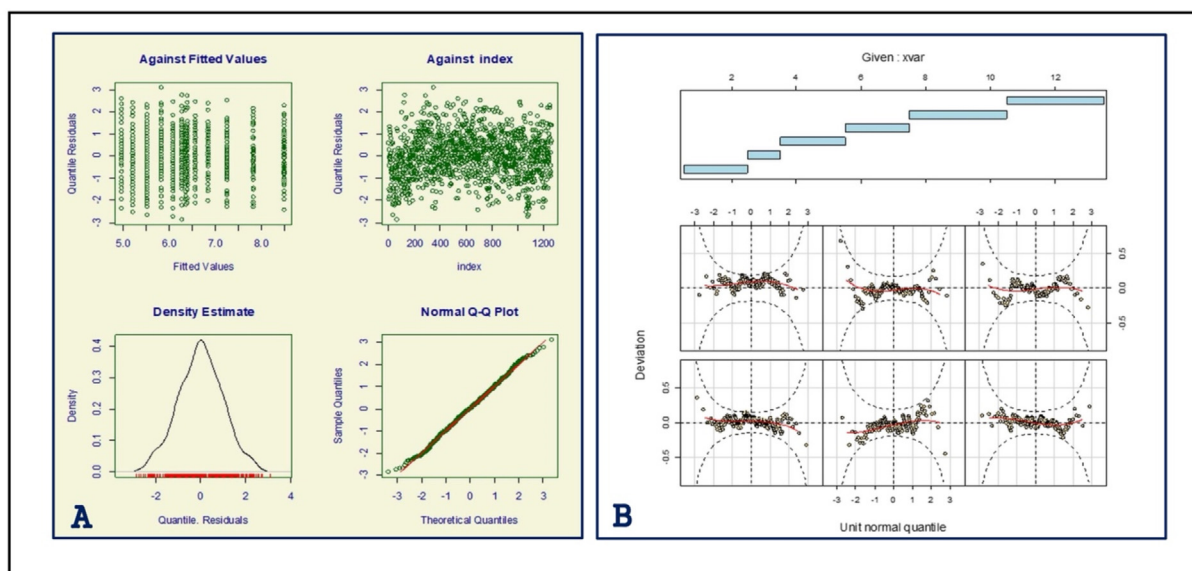 Against Fitted Values
Quantile Residuals
3
2
1
0
-1
-2
-3
5.0 6.0 7.0 8.0
Fitted Values
Against index
Quantile Residuals
3
2
1
0
-1
-2
-3
0 200 400 600 800 1200
index
Density Estimate
Density
0.4
0.3
0.2
0.1
0.0
-2 0 2 4
Quantile. Residuals
Normal Q-Q Plot
Sample Quantiles
3
2
1
0
-1
-2
-3
-3 -2 -1 0 1 2 3
Theoretical Quantiles
A
Given : xvar
2 4 6 8 10 12
-3 -2 -1 0 1 2 3
-3 -2 -1 0 1 2 3
0.5
0.0
-0.5
Deviation
0.5
0.0
-0.5
-3 -2 -1 0 1 2 3
Unit normal quantile
B